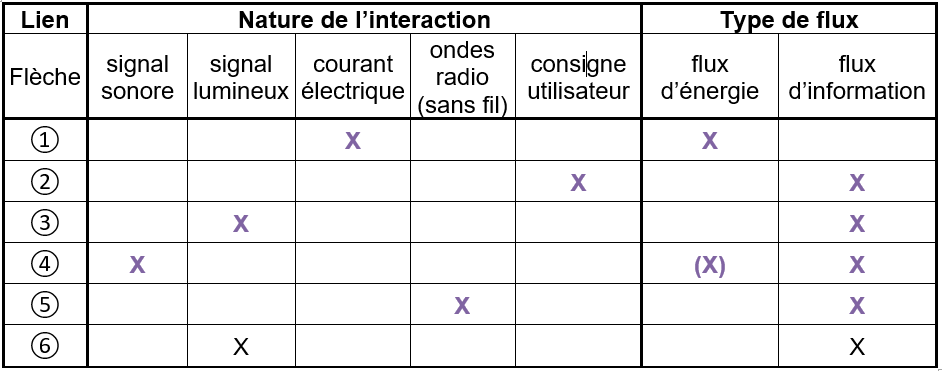 Lien Nature de l’interaction Type de flux
Flèche signal sonore signal lumineux courant électrique ondes radio (sans fil) consigne utilisateur flux d’énergie flux d’information
① X X
② X X
③ X X
④ X (X) X
⑤ X X
⑥ X X